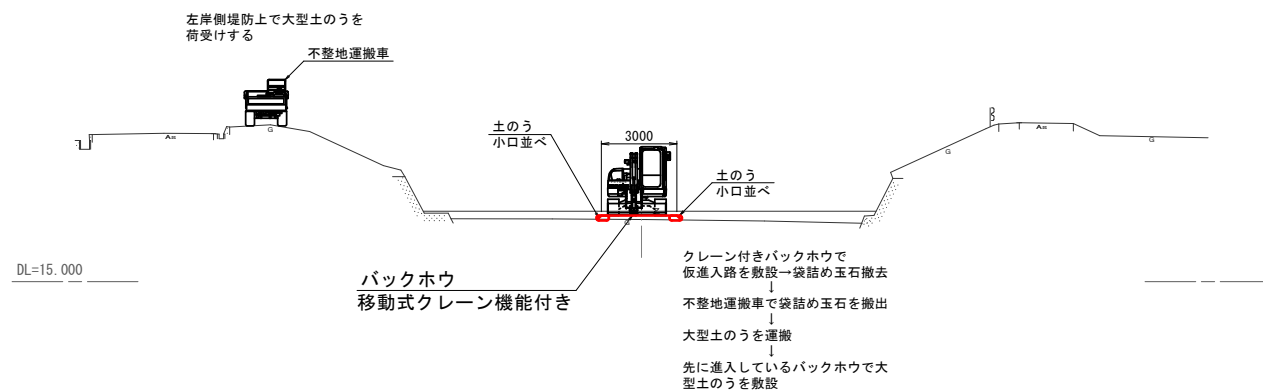 左岸側堤防上で大型土のうを
荷受けする
不整地運搬車
As
G
土のう
小口並べ
3000
土のう
小口並べ
As
G
G
DL=15.000
バックホウ
移動式クレーン機能付き
クレーン付きバックホウで
仮進入路を敷設→袋詰め玉石撤去
↓
不整地運搬車で袋詰め玉石を搬出
↓
大型土のうを運搬
↓
先に進入しているバックホウで大
型土のうを敷設